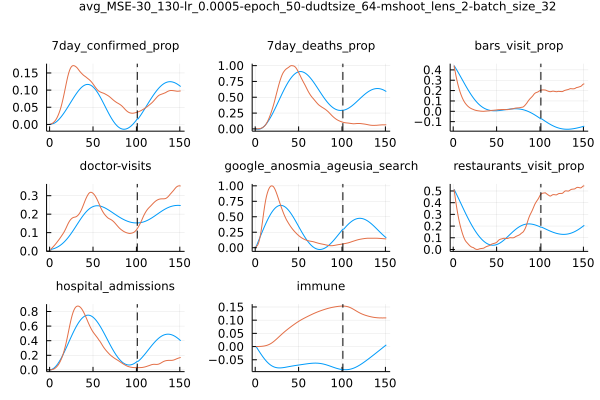 avg_MSE-30_130-lr_0.0005-epoch_50-dudtsize_64-mshoot_lens_2-batch_size_32
7day_confirmed_prop 7day_deaths_prop bars_visit_prop
0.15 1.00 0.4
0.10 0.75 0.3
0.05 0.50 0.2
0.00 0.25 0.1
0.00 0.0
−0.1
0 50 100 150 0 50 100 150 0 50 100 150
doctor-visits google_anosmia_ageusia_search restaurants_visit_prop
0.3 1.00 0.5
0.2 0.75 0.4
0.1 0.50 0.3
0.0 0.25 0.2
0.00 0.1
0.0
0 50 100 150 0 50 100 150 0 50 100 150
hospital_admissions immune
0.8 0.15
0.6 0.10
0.4 0.05
0.2 0.00
0.0 −0.05
0 50 100 150 0 50 100 150